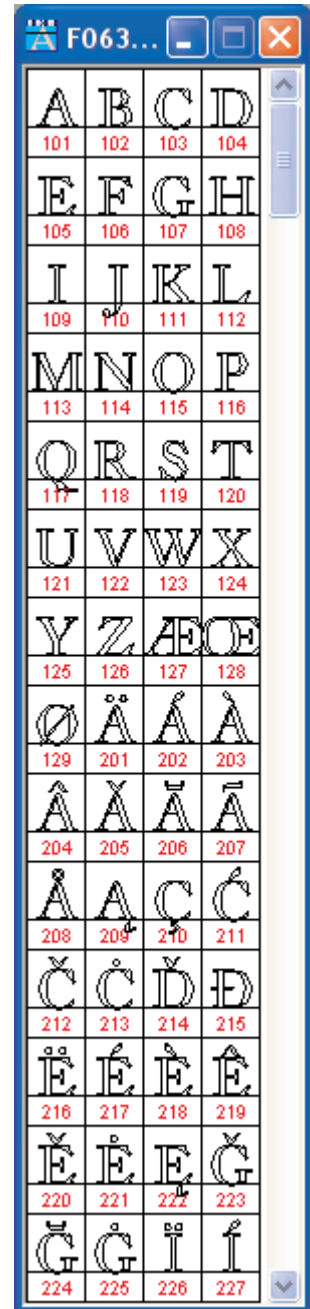 F063...
A B C D
101 102 103 104
E F G H
105 106 107 108
I J K L
109 110 111 112
M N O P
113 114 115 116
Q R S T
117 118 119 120
U V W X
121 122 123 124
Y Z Æ Œ
125 126 127 128
Ø Ä Á À
129 201 202 203
Â Ǎ Ă Ã
204 205 206 207
Å Ą Ç Ć
208 209 210 211
Č Ċ Ď Đ
212 213 214 215
Ë É È Ê
216 217 218 219
Ě Ė Ę Ǧ
220 221 222 223
Ğ Ġ Ï Í
224 225 226 227